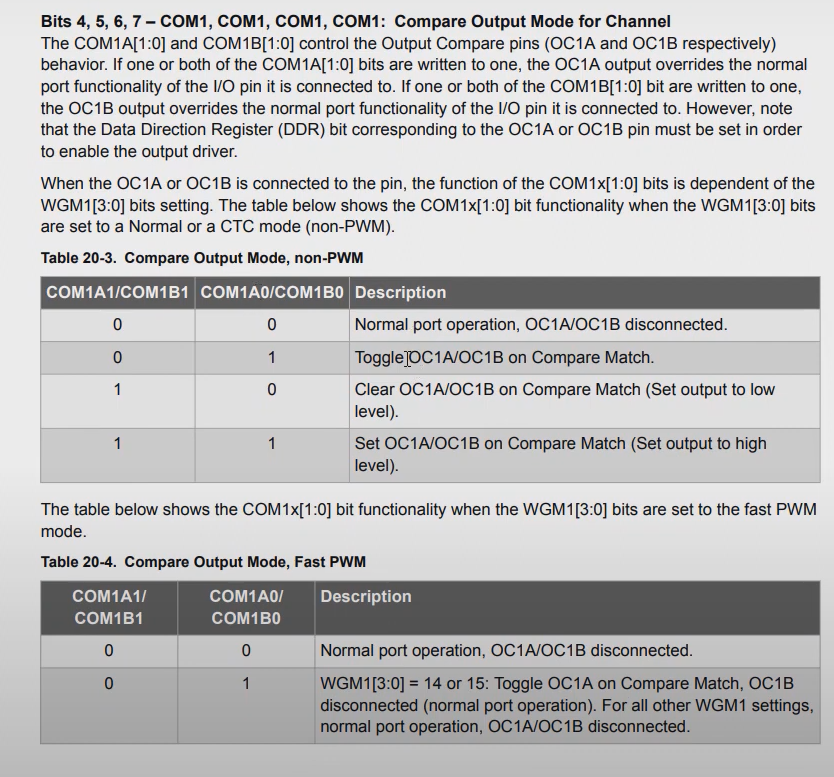 Bits 4, 5, 6, 7 – COM1, COM1, COM1, COM1:  Compare Output Mode for Channel
The COM1A[1:0] and COM1B[1:0] control the Output Compare pins (OC1A and OC1B respectively)
behavior. If one or both of the COM1A[1:0] bits are written to one, the OC1A output overrides the normal
port functionality of the I/O pin it is connected to. If one or both of the COM1B[1:0] bit are written to one,
the OC1B output overrides the normal port functionality of the I/O pin it is connected to. However, note
that the Data Direction Register (DDR) bit corresponding to the OC1A or OC1B pin must be set in order
to enable the output driver.
When the OC1A or OC1B is connected to the pin, the function of the COM1x[1:0] bits is dependent of the
WGM1[3:0] bits setting. The table below shows the COM1x[1:0] bit functionality when the WGM1[3:0] bits
are set to a Normal or a CTC mode (non-PWM).
Table 20-3.  Compare Output Mode, non-PWM
COM1A1/COM1B1 COM1A0/COM1B0 Description
0 0 Normal port operation, OC1A/OC1B disconnected.
0 1 Toggle OC1A/OC1B on Compare Match.
1 0 Clear OC1A/OC1B on Compare Match (Set output to low
level).
1 1 Set OC1A/OC1B on Compare Match (Set output to high
level).
The table below shows the COM1x[1:0] bit functionality when the WGM1[3:0] bits are set to the fast PWM
mode.
Table 20-4.  Compare Output Mode, Fast PWM
COM1A1/ COM1A0/ Description
COM1B1 COM1B0
0 0 Normal port operation, OC1A/OC1B disconnected.
0 1 WGM1[3:0] = 14 or 15: Toggle OC1A on Compare Match, OC1B
disconnected (normal port operation). For all other WGM1 settings,
normal port operation, OC1A/OC1B disconnected.